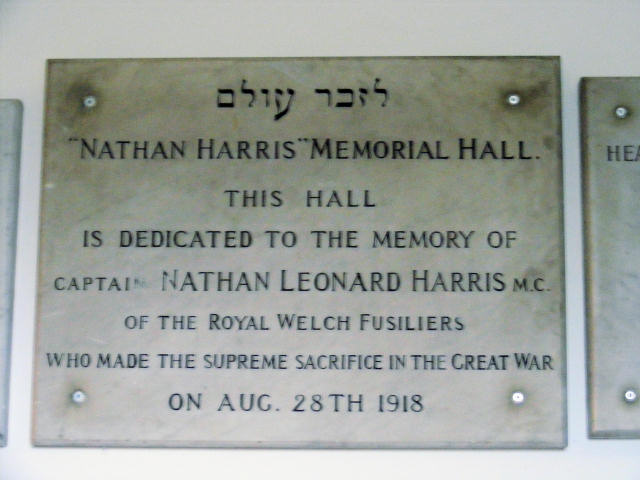 לזכר עולם
"NATHAN HARRIS" MEMORIAL HALL.
THIS HALL
IS DEDICATED TO THE MEMORY OF
CAPTAIN NATHAN LEONARD HARRIS M.C.
OF THE ROYAL WELCH FUSILIERS
WHO MADE THE SUPREME SACRIFICE IN THE GREAT WAR
ON AUG. 28TH 1918